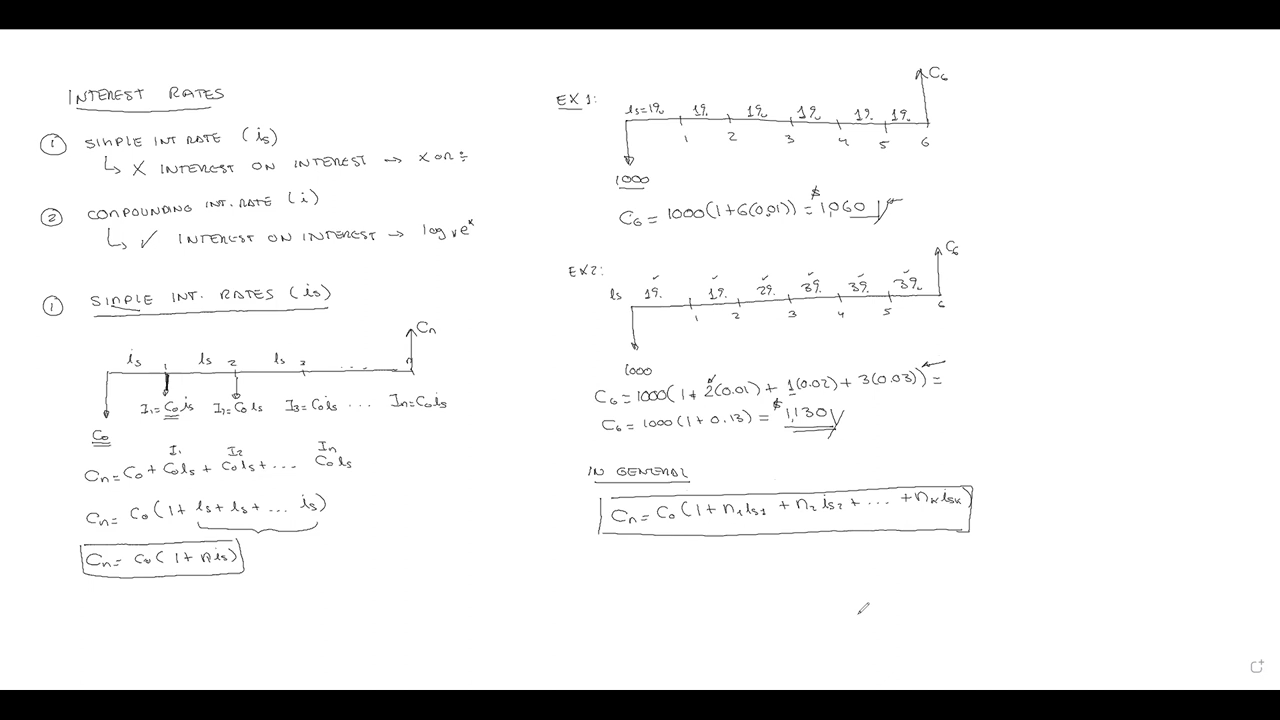 INTEREST RATES
① SIMPLE INT RATE (is)
↳ X INTEREST ON INTEREST → x or ÷
② COMPOUNDING INT. RATE (i)
↳ ✓ INTEREST ON INTEREST → log v e^x
① SIMPLE INT. RATES (is)
Cn
is 1 is 2 is 3 ... n
I1=C0is I2=C0is I3=C0is ... In=C0is
C0
I1 I2 In
Cn=C0+C0is+C0is+... C0is
Cn=C0(1+is+is+... is)
Cn=C0(1+nis)
EX1:
C6
is=1% 1% 1% 1% 1% 1%
1 2 3 4 5 6
1000
C6=1000(1+6(0.01))=$1,060
EX2:
C6
is 1% 1% 2% 3% 3% 3%
1 2 3 4 5 6
1000
C6=1000(1+2(0.01)+1(0.02)+3(0.03))=
C6=1000(1+0.13)=$1,130
IN GENERAL
Cn=C0(1+n1is1+n2is2+...+nkisk)